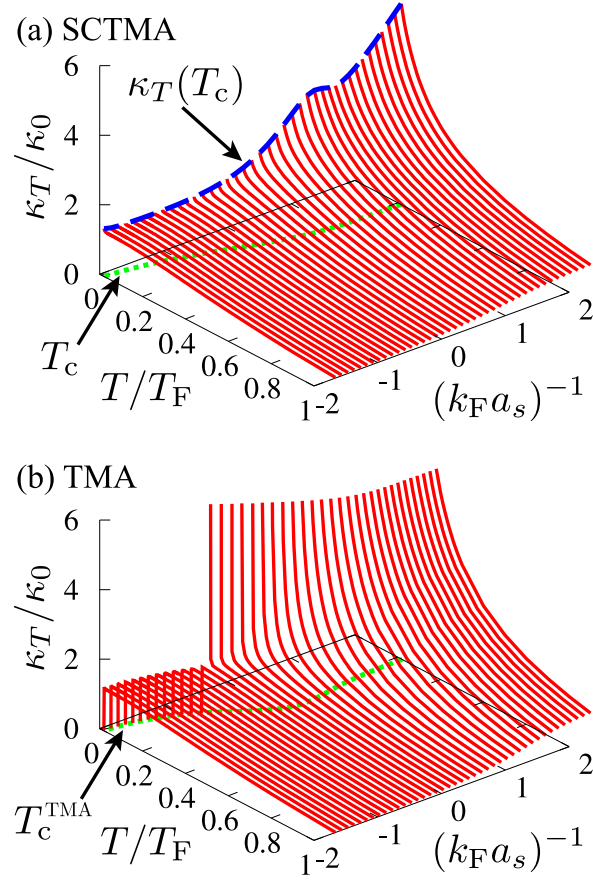 (a) SCTMA
κ_T(T_c)
κ_T/κ_0
6
4
2
0
0
0.2
0.4
0.6
0.8
1
-2
-1
0
1
2
T_c
T/T_F
(k_F a_s)^{-1}
(b) TMA
κ_T/κ_0
6
4
2
0
0
0.2
0.4
0.6
0.8
1
-2
-1
0
1
2
T_c^{TMA}
T/T_F
(k_F a_s)^{-1}